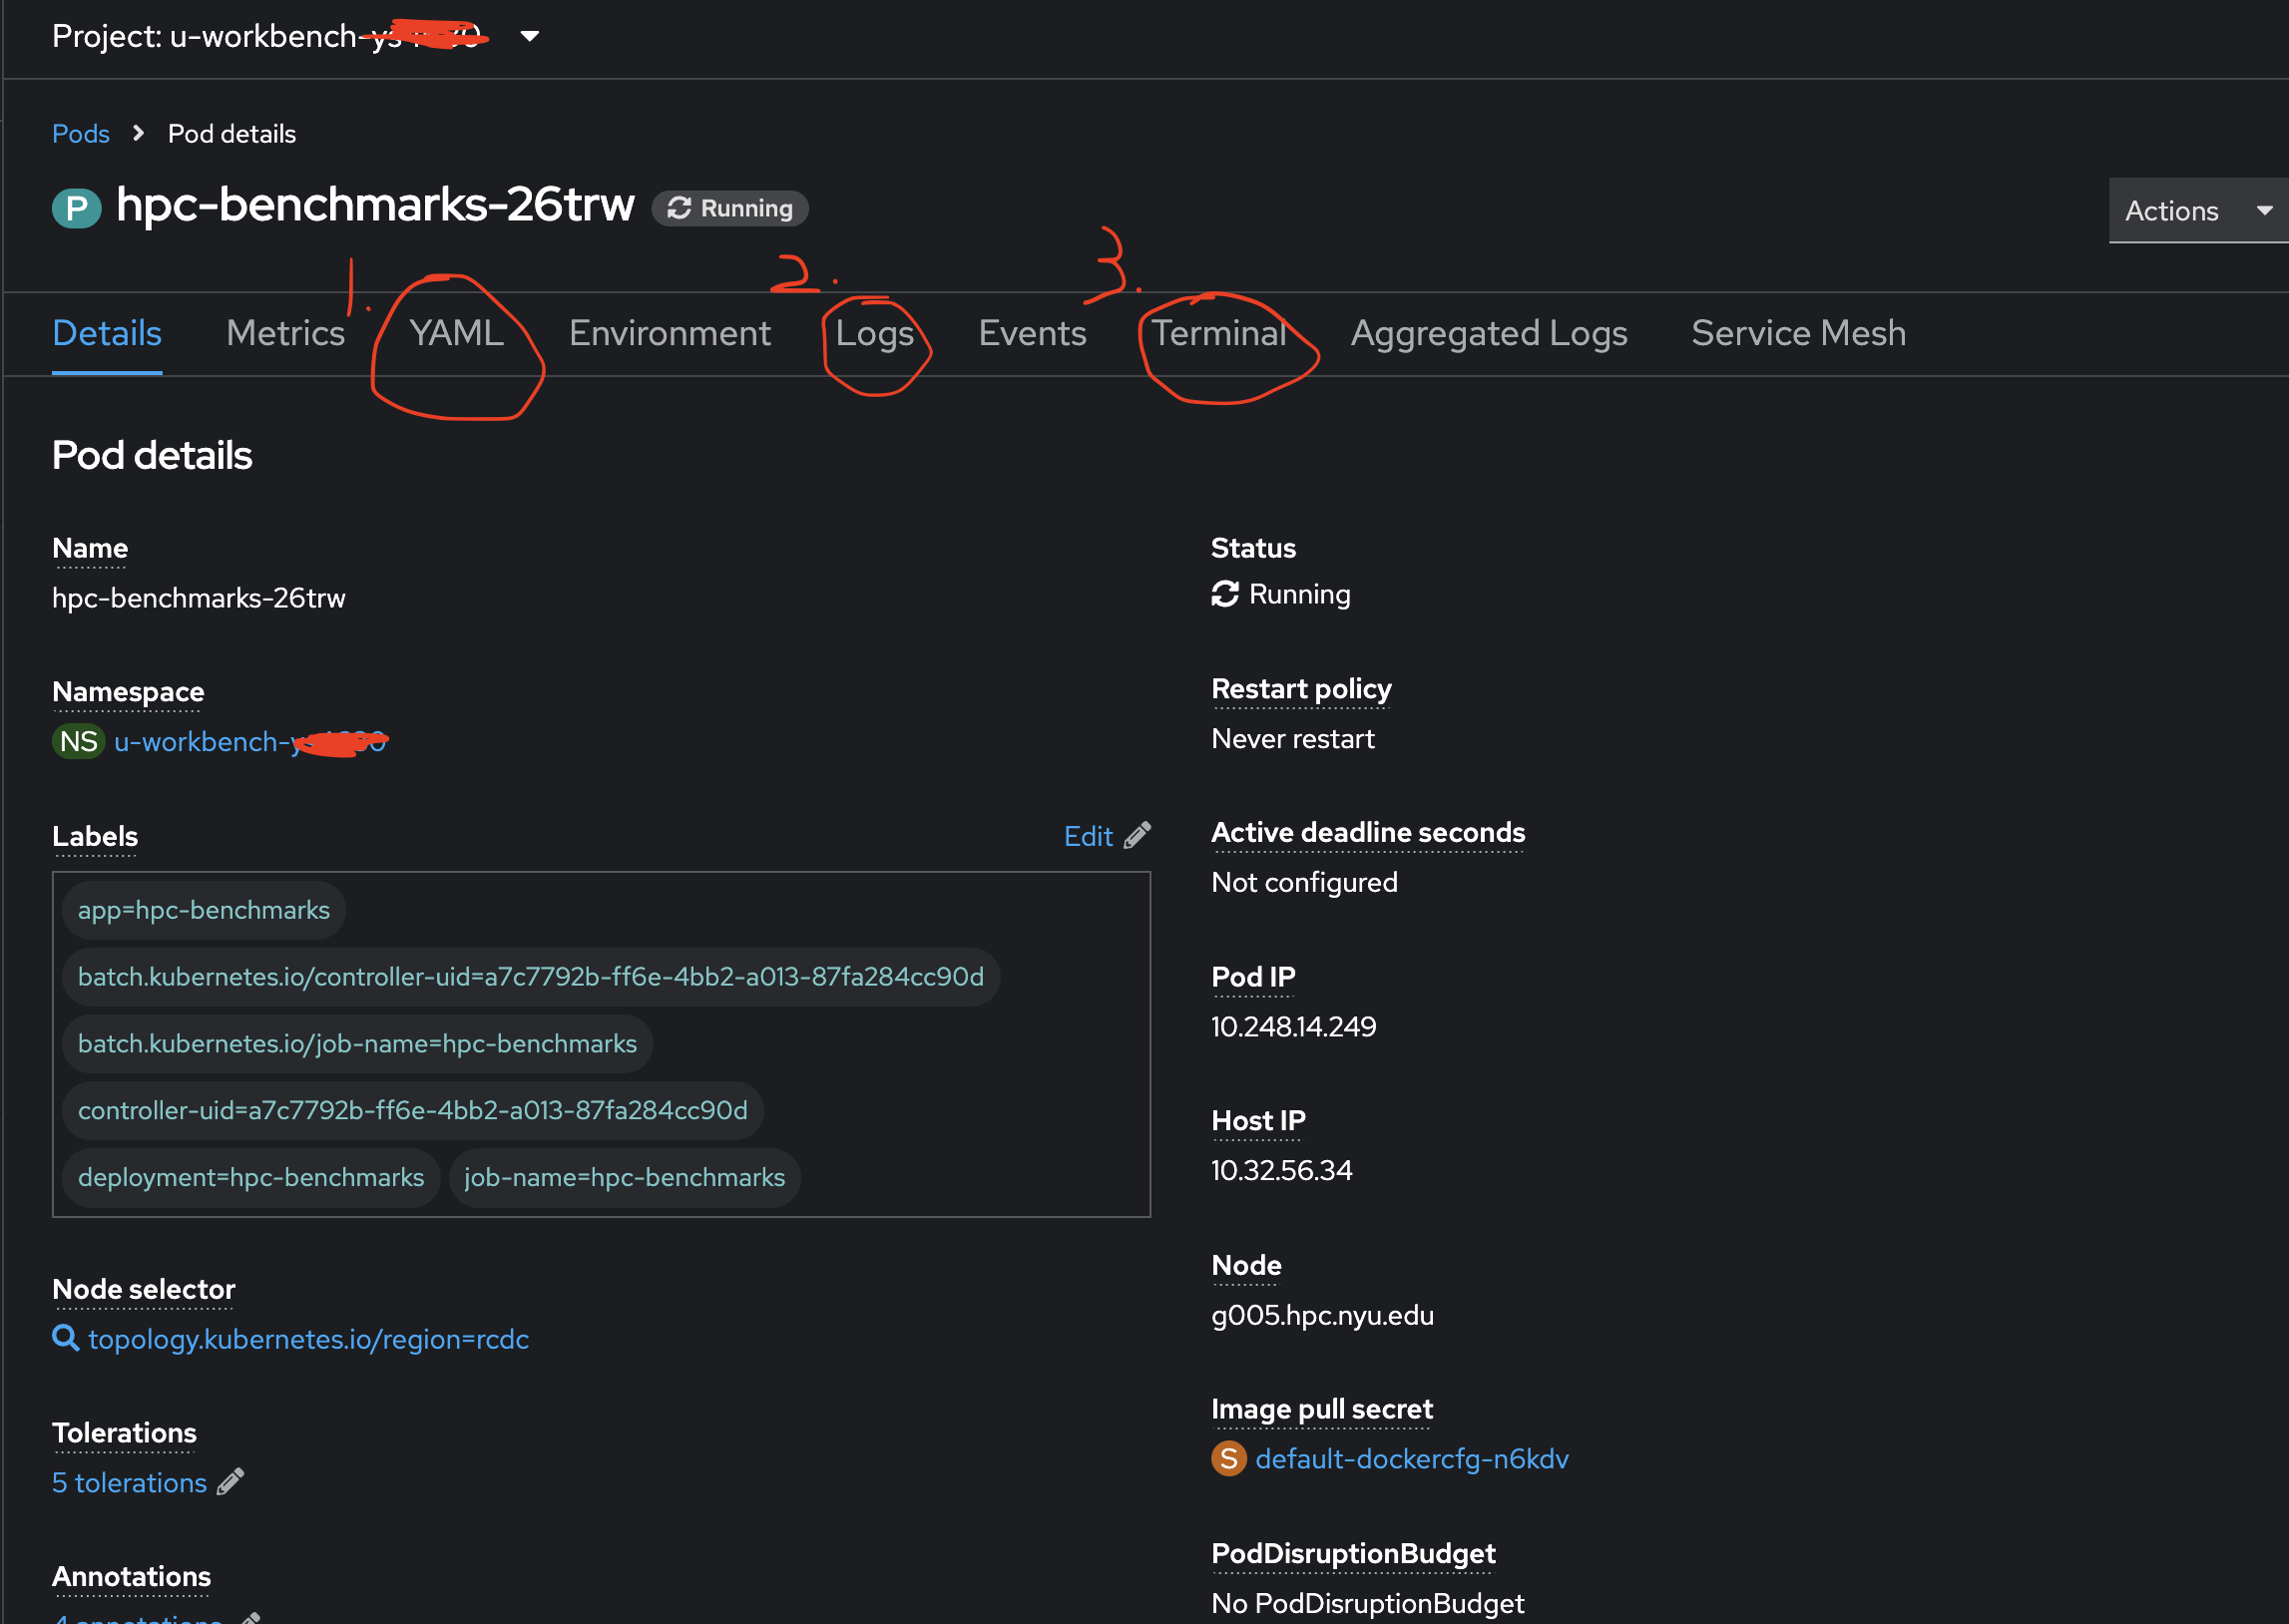 Project: u-workbench-
Pods > Pod details
P hpc-benchmarks-26trw Running
Actions
1. 2. 3.
Details Metrics YAML Environment Logs Events Terminal Aggregated Logs Service Mesh
Pod details
Name
hpc-benchmarks-26trw
Namespace
NS u-workbench-
Labels
Edit
app=hpc-benchmarks
batch.kubernetes.io/controller-uid=a7c7792b-ff6e-4bb2-a013-87fa284cc90d
batch.kubernetes.io/job-name=hpc-benchmarks
controller-uid=a7c7792b-ff6e-4bb2-a013-87fa284cc90d
deployment=hpc-benchmarks job-name=hpc-benchmarks
Node selector
topology.kubernetes.io/region=rcdc
Tolerations
5 tolerations
Annotations
4 annotations
Status
Running
Restart policy
Never restart
Active deadline seconds
Not configured
Pod IP
10.248.14.249
Host IP
10.32.56.34
Node
g005.hpc.nyu.edu
Image pull secret
S default-dockercfg-n6kdv
PodDisruptionBudget
No PodDisruptionBudget